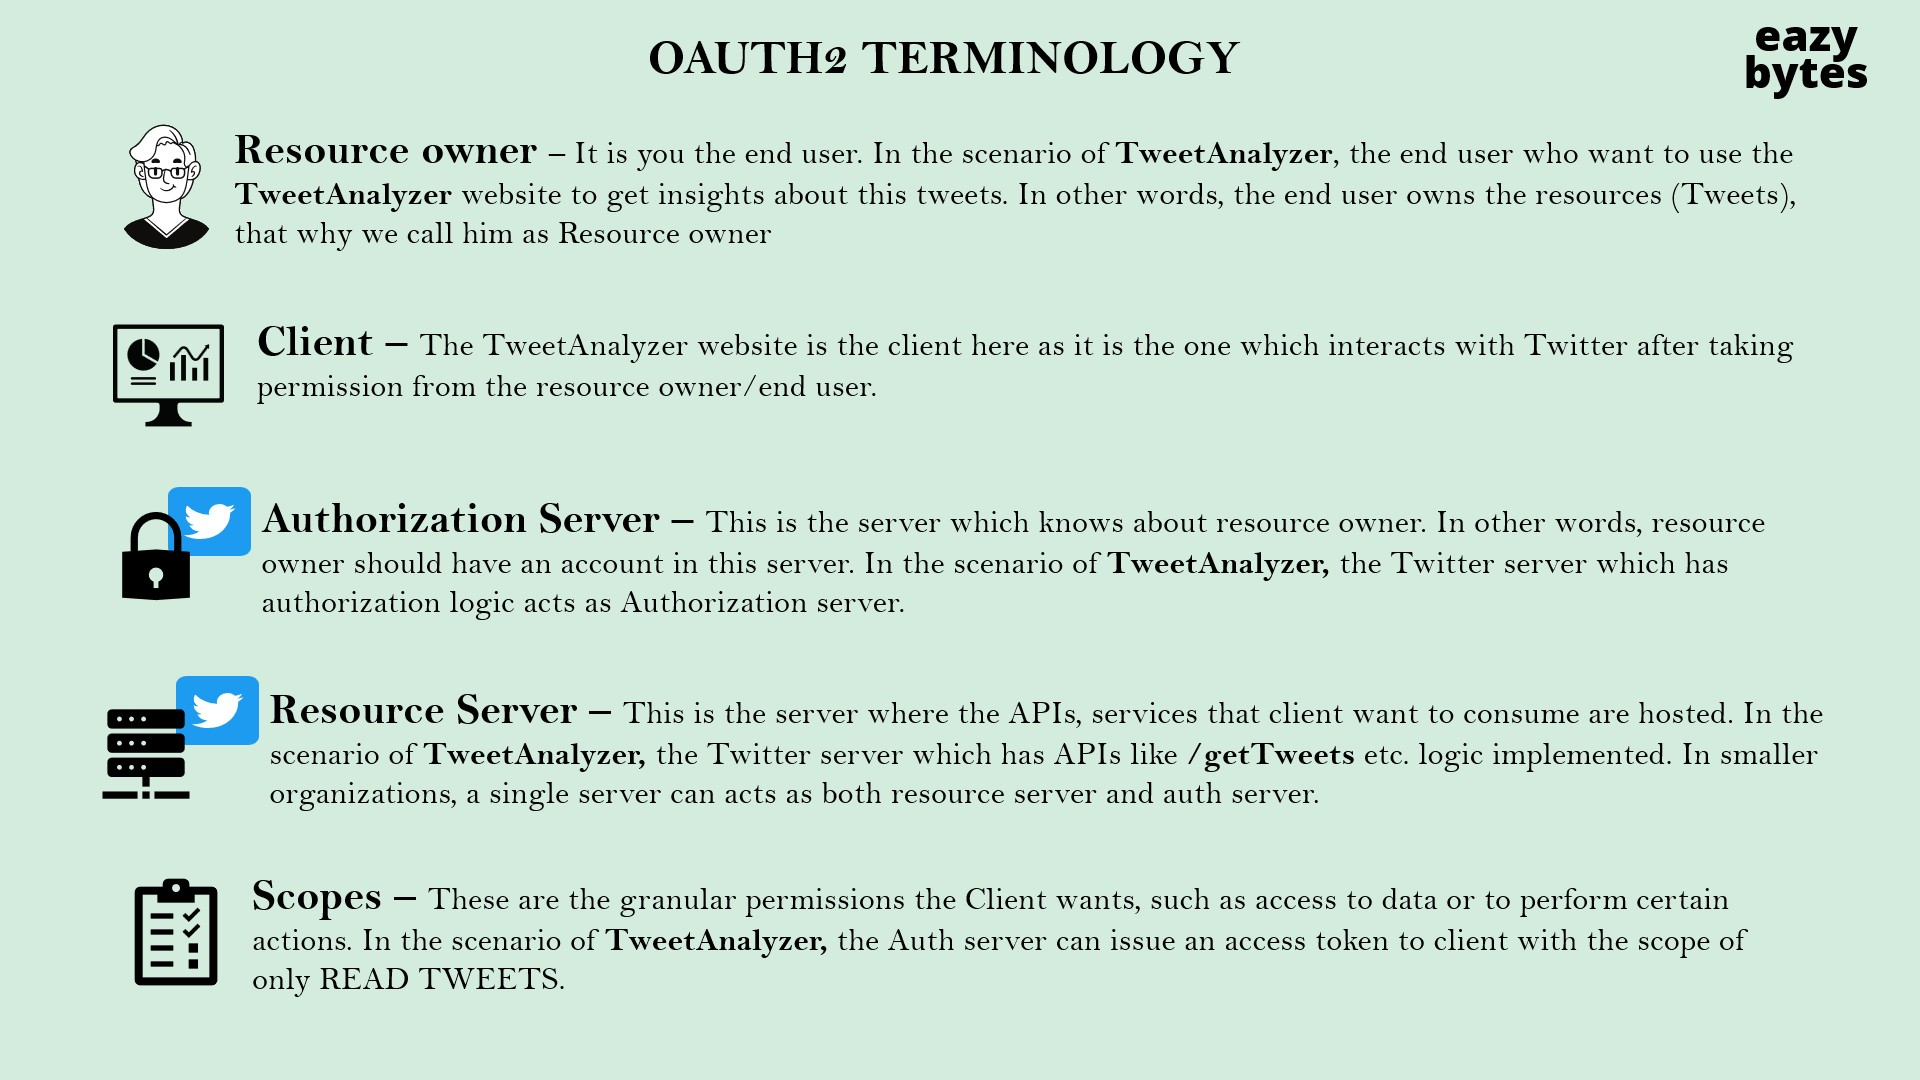 OAUTH2 TERMINOLOGY
eazy
bytes
Resource owner – It is you the end user. In the scenario of TweetAnalyzer, the end user who want to use the
TweetAnalyzer website to get insights about this tweets. In other words, the end user owns the resources (Tweets),
that why we call him as Resource owner
Client – The TweetAnalyzer website is the client here as it is the one which interacts with Twitter after taking
permission from the resource owner/end user.
Authorization Server – This is the server which knows about resource owner. In other words, resource
owner should have an account in this server. In the scenario of TweetAnalyzer, the Twitter server which has
authorization logic acts as Authorization server.
Resource Server – This is the server where the APIs, services that client want to consume are hosted. In the
scenario of TweetAnalyzer, the Twitter server which has APIs like /getTweets etc. logic implemented. In smaller
organizations, a single server can acts as both resource server and auth server.
Scopes – These are the granular permissions the Client wants, such as access to data or to perform certain
actions. In the scenario of TweetAnalyzer, the Auth server can issue an access token to client with the scope of
only READ TWEETS.